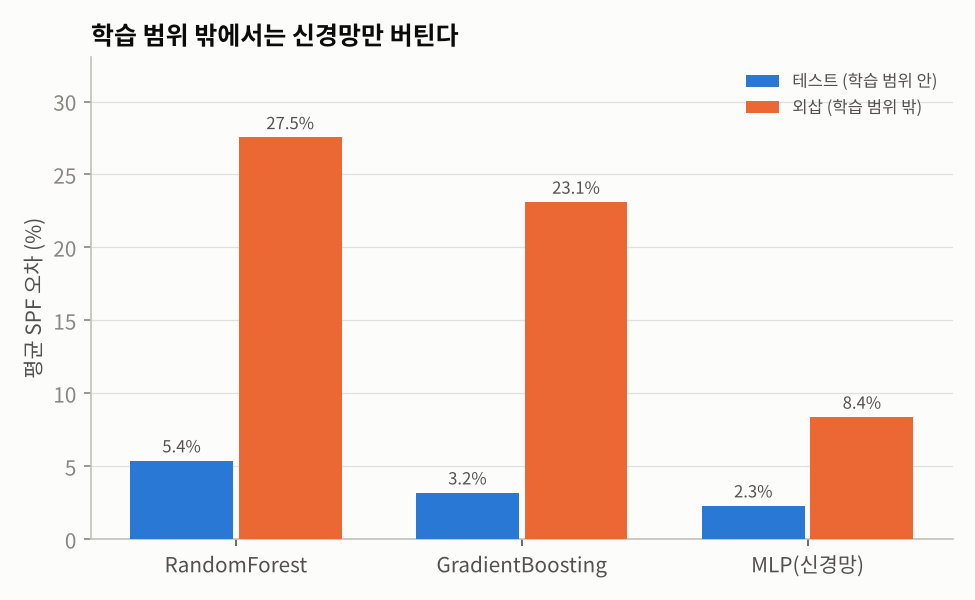 학습 범위 밖에서는 신경망만 버틴다
테스트 (학습 범위 안)
외삽 (학습 범위 밖)
평균 SPF 오차 (%)
30
25
20
15
10
5
0
27.5%
23.1%
8.4%
5.4%
3.2%
2.3%
RandomForest
GradientBoosting
MLP(신경망)